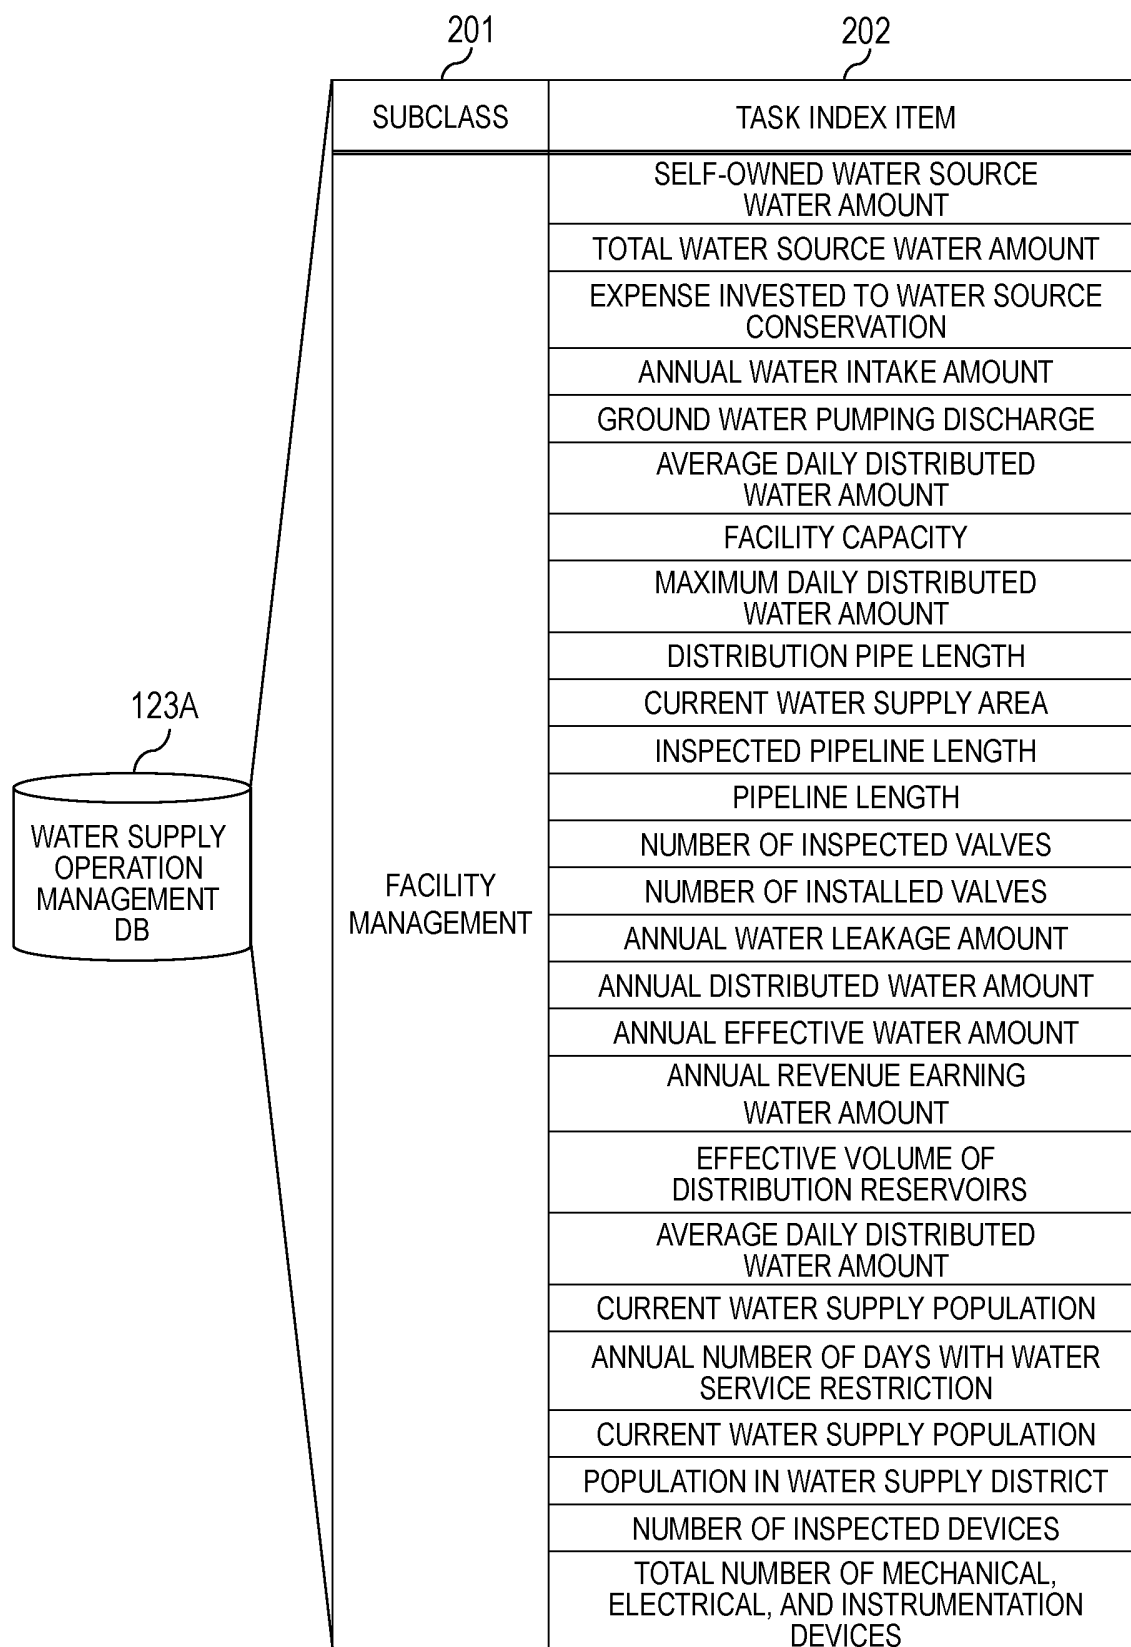 201
202
SUBCLASS
TASK INDEX ITEM
SELF-OWNED WATER SOURCE
WATER AMOUNT
TOTAL WATER SOURCE WATER AMOUNT
EXPENSE INVESTED TO WATER SOURCE
CONSERVATION
ANNUAL WATER INTAKE AMOUNT
GROUND WATER PUMPING DISCHARGE
AVERAGE DAILY DISTRIBUTED
WATER AMOUNT
FACILITY CAPACITY
MAXIMUM DAILY DISTRIBUTED
WATER AMOUNT
DISTRIBUTION PIPE LENGTH
CURRENT WATER SUPPLY AREA
INSPECTED PIPELINE LENGTH
PIPELINE LENGTH
NUMBER OF INSPECTED VALVES
NUMBER OF INSTALLED VALVES
ANNUAL WATER LEAKAGE AMOUNT
ANNUAL DISTRIBUTED WATER AMOUNT
ANNUAL EFFECTIVE WATER AMOUNT
ANNUAL REVENUE EARNING
WATER AMOUNT
EFFECTIVE VOLUME OF
DISTRIBUTION RESERVOIRS
AVERAGE DAILY DISTRIBUTED
WATER AMOUNT
CURRENT WATER SUPPLY POPULATION
ANNUAL NUMBER OF DAYS WITH WATER
SERVICE RESTRICTION
CURRENT WATER SUPPLY POPULATION
POPULATION IN WATER SUPPLY DISTRICT
NUMBER OF INSPECTED DEVICES
TOTAL NUMBER OF MECHANICAL,
ELECTRICAL, AND INSTRUMENTATION
DEVICES
FACILITY
MANAGEMENT
123A
WATER SUPPLY
OPERATION
MANAGEMENT
DB